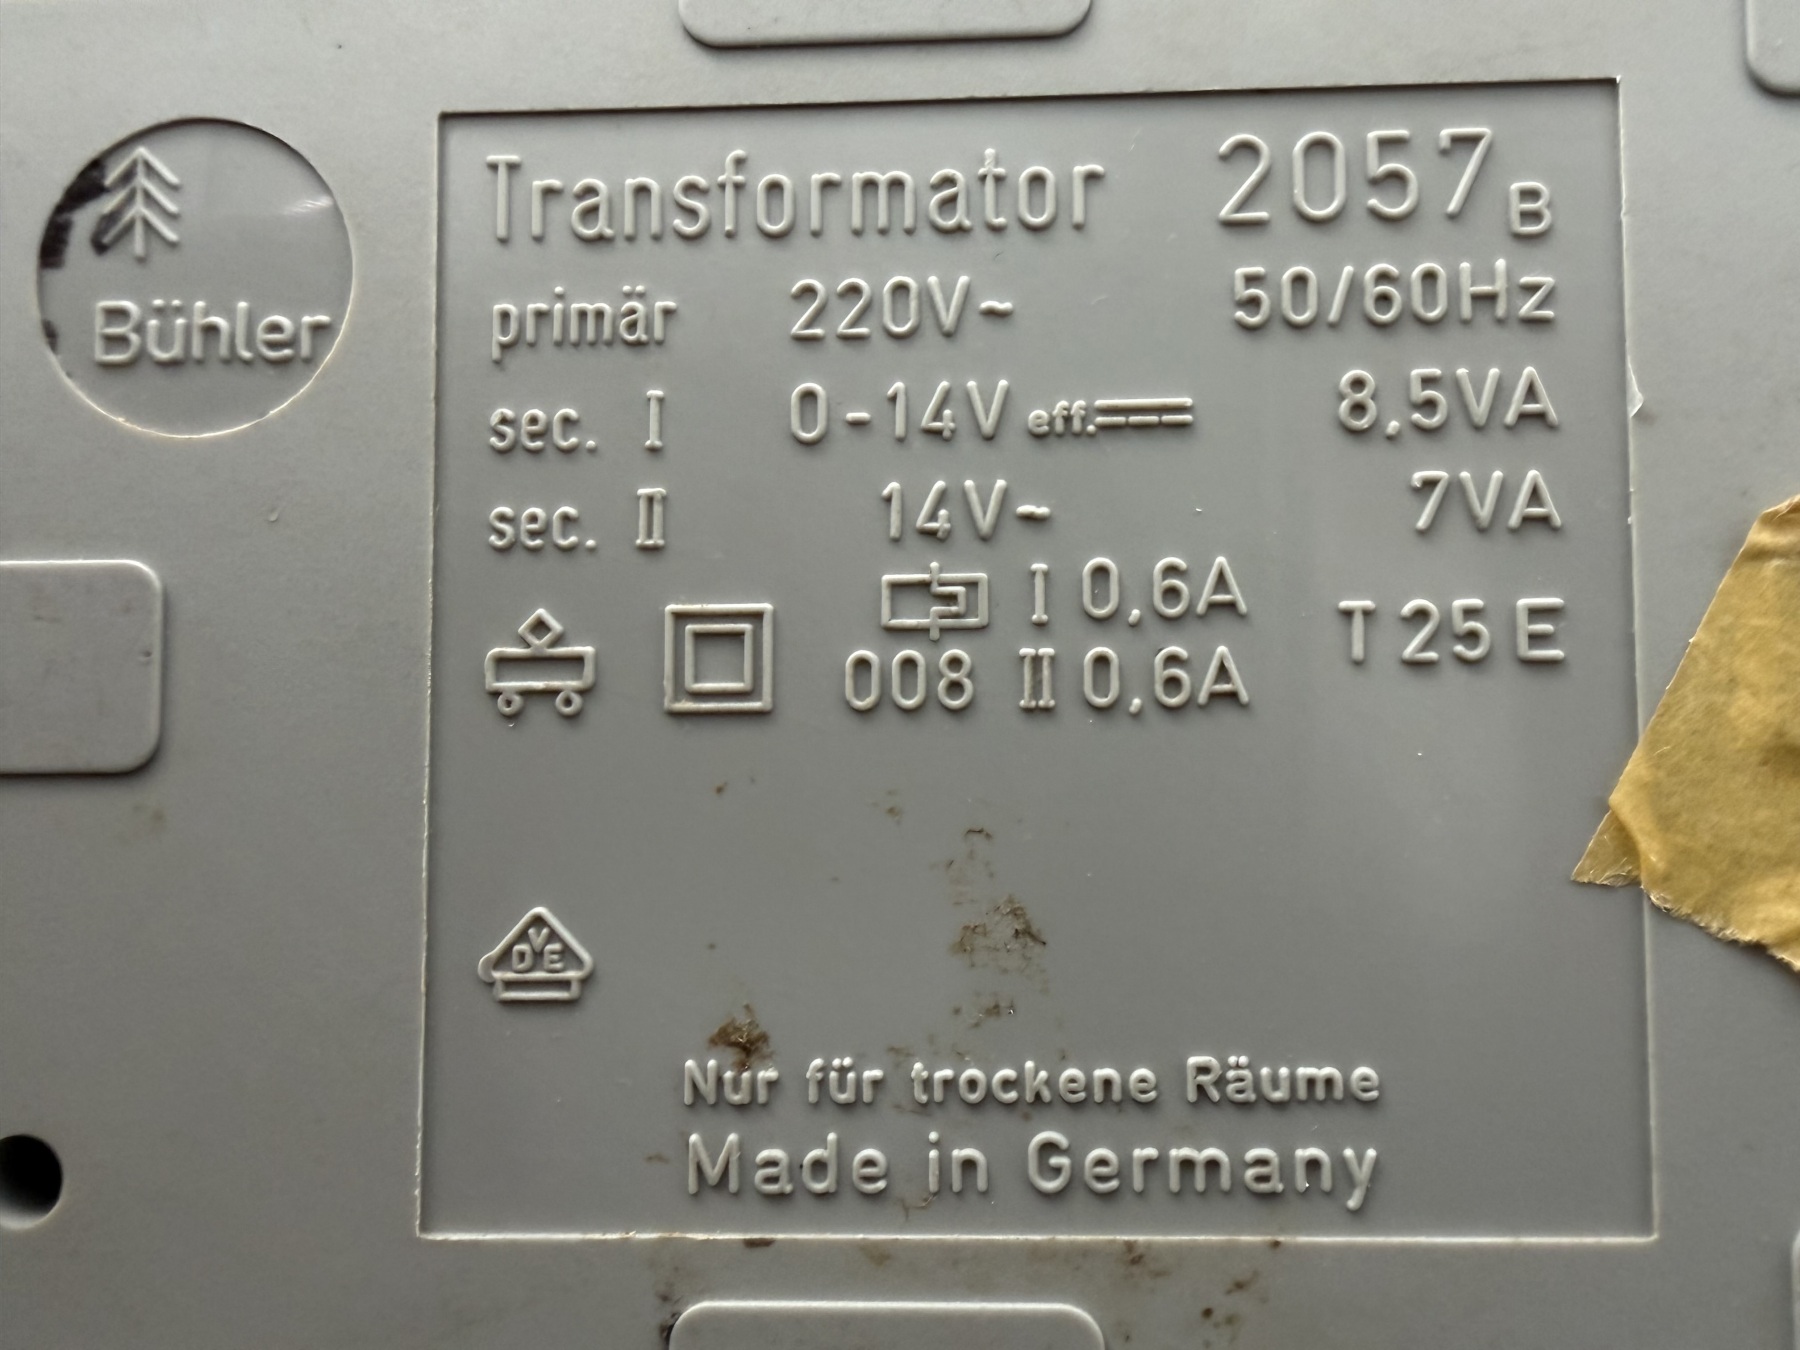 Bühler
Transformator 2057 B
primär 220V~ 50/60Hz
sec. I 0-14V eff. 8,5VA
sec. II 14V~ 7VA
I 0,6A
T25E
008 II 0,6A
VDE
Nur für trockene Räume
Made in Germany